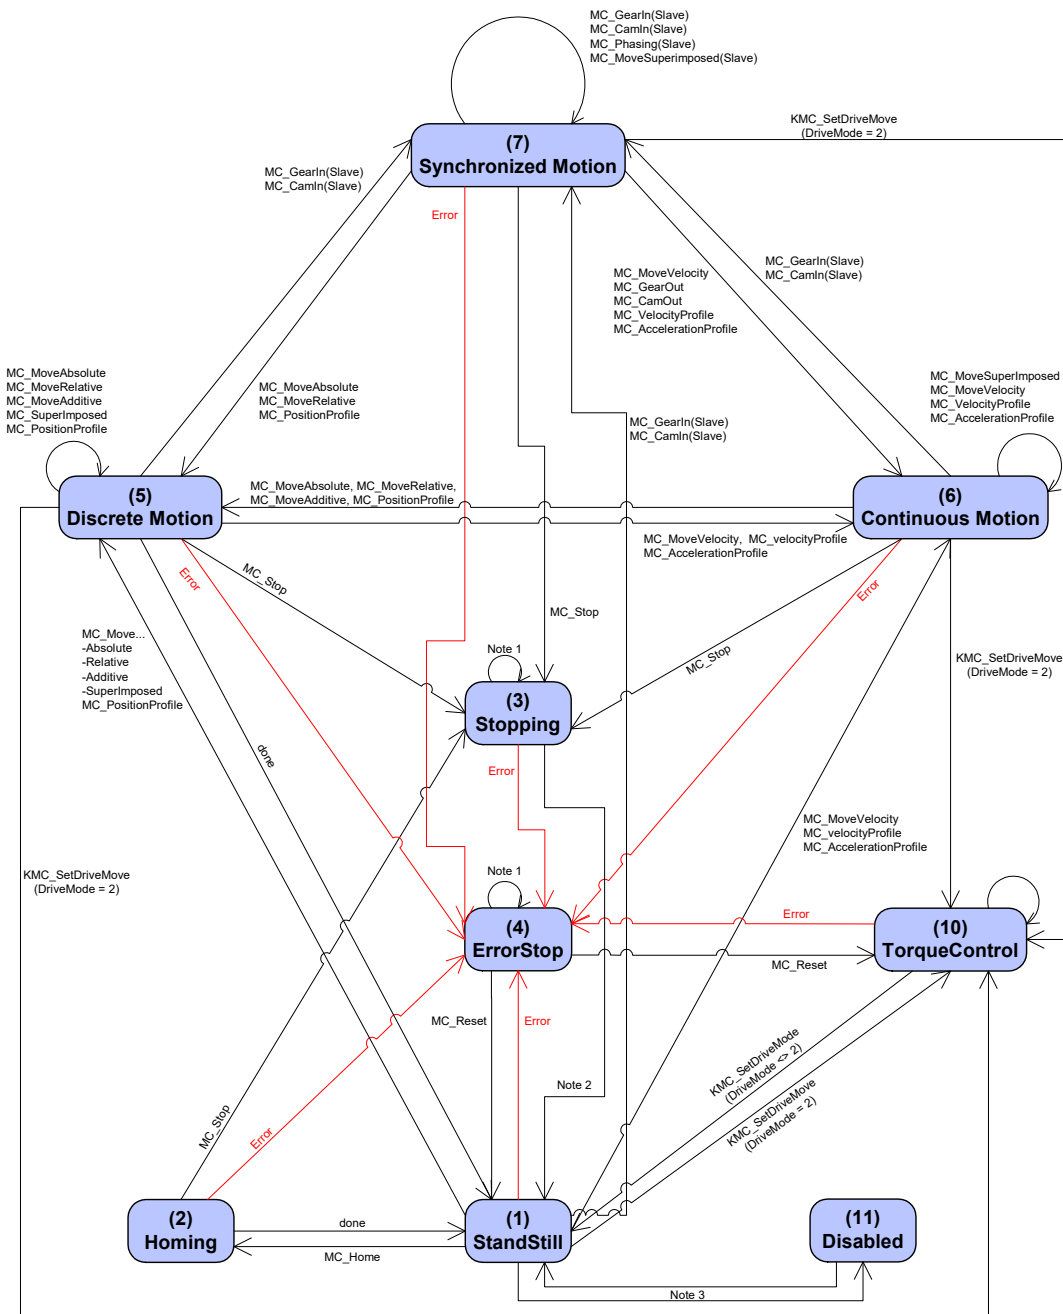 MC_GearIn(Slave)
MC_CamIn(Slave)
MC_Phasing(Slave)
MC_MoveSuperimposed(Slave)
KMC_SetDriveMove
(DriveMode = 2)
(7)
Synchronized Motion
MC_GearIn(Slave)
MC_CamIn(Slave)
Error
MC_GearIn(Slave)
MC_CamIn(Slave)
MC_MoveVelocity
MC_GearOut
MC_CamOut
MC_VelocityProfile
MC_AccelerationProfile
MC_MoveAbsolute
MC_MoveRelative
MC_MoveAdditive
MC_SuperImposed
MC_PositionProfile
MC_MoveAbsolute
MC_MoveRelative
MC_PositionProfile
MC_MoveSuperImposed
MC_MoveVelocity
MC_VelocityProfile
MC_AccelerationProfile
MC_GearIn(Slave)
MC_CamIn(Slave)
(5)
Discrete Motion
MC_MoveAbsolute, MC_MoveRelative,
MC_MoveAdditive, MC_PositionProfile
(6)
Continuous Motion
MC_MoveVelocity, MC_velocityProfile
MC_AccelerationProfile
Error
MC_Stop
Error
MC_Stop
MC_Move...
-Absolute
-Relative
-Additive
-SuperImposed
MC_PositionProfile
Note 1
MC_Stop
KMC_SetDriveMove
(DriveMode = 2)
(3)
Stopping
done
Error
MC_MoveVelocity
MC_velocityProfile
MC_AccelerationProfile
KMC_SetDriveMove
(DriveMode = 2)
Note 1
(4)
ErrorStop
Error
(10)
TorqueControl
MC_Reset
MC_Reset
Error
KMC_SetDriveMode
(DriveMode <> 2)
KMC_SetDriveMove
(DriveMode = 2)
Note 2
MC_Stop
Error
(2)
Homing
done
MC_Home
(1)
StandStill
(11)
Disabled
Note 3